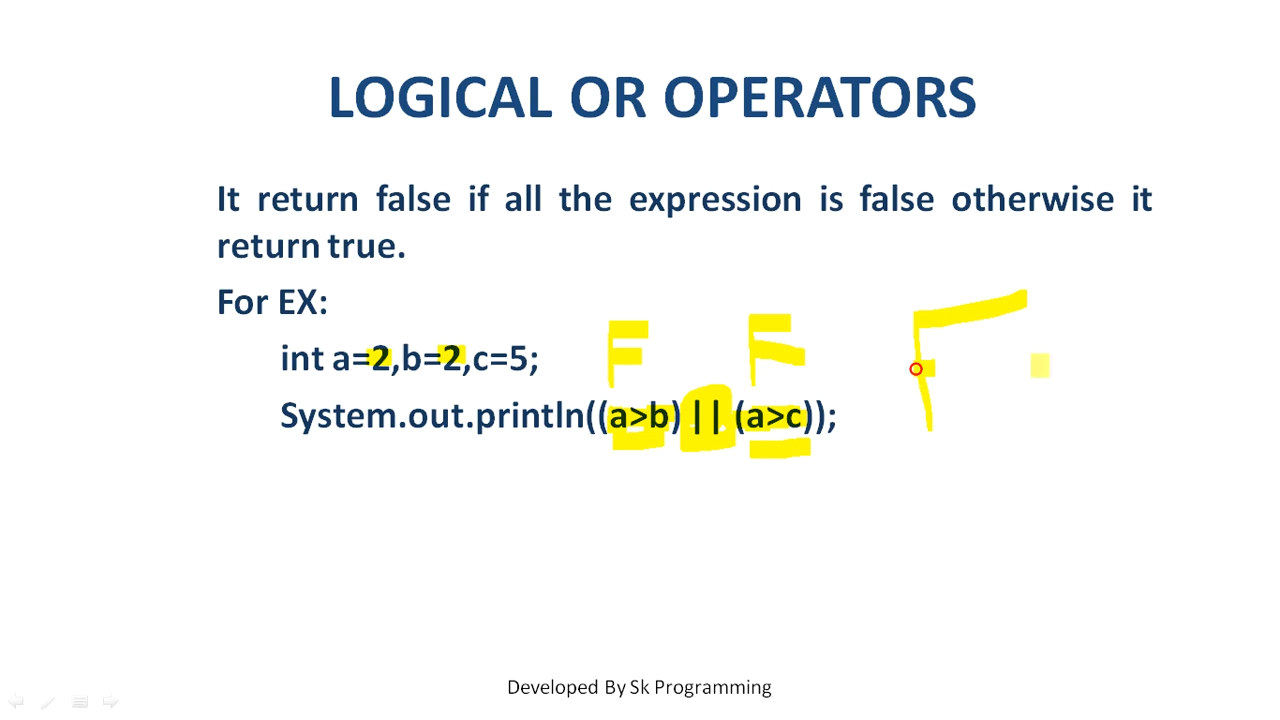 LOGICAL OR OPERATORS
It return false if all the expression is false otherwise it
return true.
For EX:
int a=2,b=2,c=5;
F F F
System.out.println((a>b) || (a>c));
Developed By Sk Programming